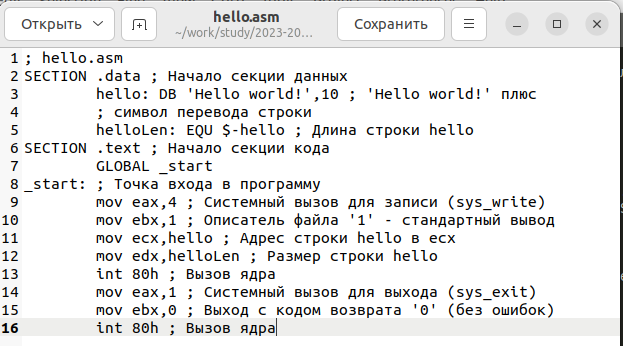 Открыть
hello.asm
~/work/study/2023-20...
Сохранить
1 ; hello.asm
2 SECTION .data ; Начало секции данных
3 hello: DB 'Hello world!',10 ; 'Hello world!' плюс
4 ; символ перевода строки
5 helloLen: EQU $-hello ; Длина строки hello
6 SECTION .text ; Начало секции кода
7 GLOBAL _start
8 _start: ; Точка входа в программу
9 mov eax,4 ; Системный вызов для записи (sys_write)
10 mov ebx,1 ; Описатель файла '1' - стандартный вывод
11 mov ecx,hello ; Адрес строки hello в ecx
12 mov edx,helloLen ; Размер строки hello
13 int 80h ; Вызов ядра
14 mov eax,1 ; Системный вызов для выхода (sys_exit)
15 mov ebx,0 ; Выход с кодом возврата '0' (без ошибок)
16 int 80h ; Вызов ядра